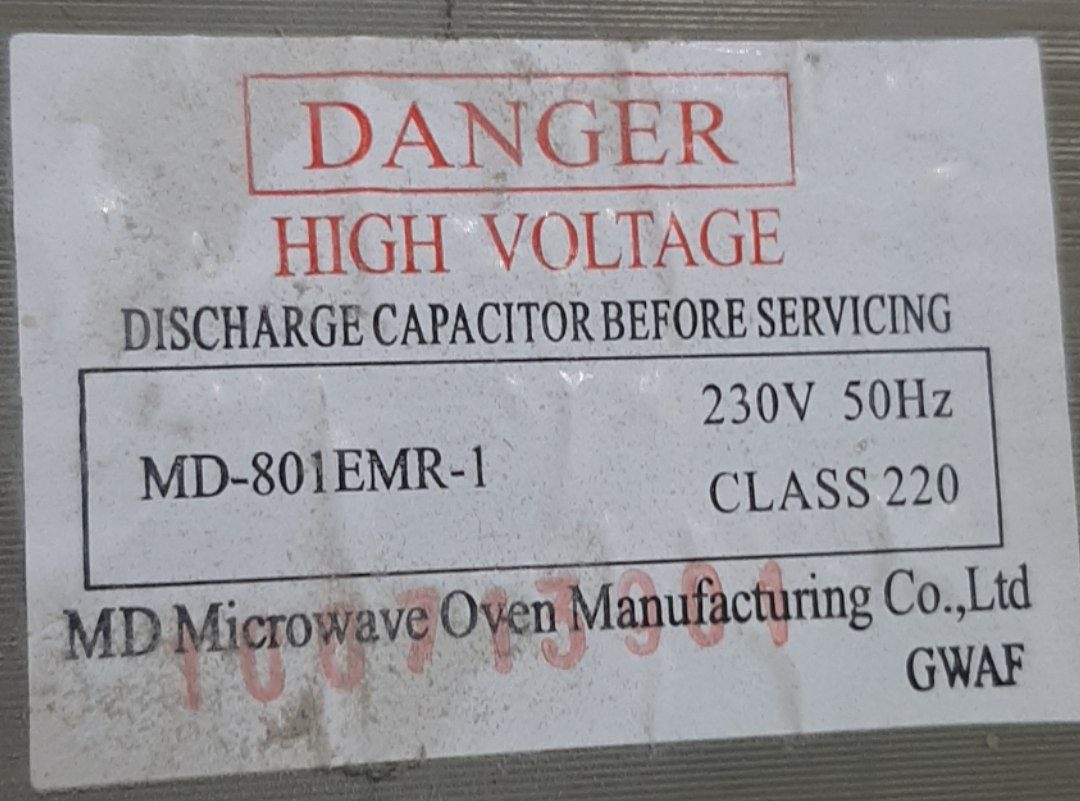 DANGER
HIGH VOLTAGE
DISCHARGE CAPACITOR BEFORE SERVICING
230V 50Hz
MD-801EMR-1
CLASS 220
MD Microwave Oven Manufacturing Co.,Ltd
GWAF